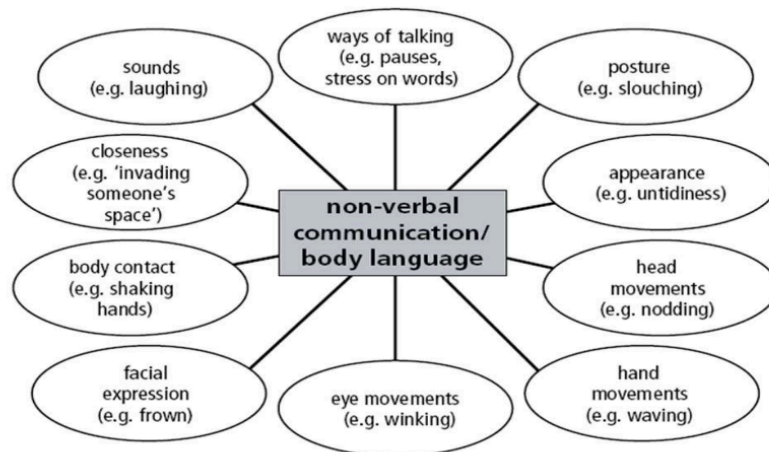 ways of talking
(e.g. pauses,
stress on words)
sounds
(e.g. laughing)
posture
(e.g. slouching)
closeness
(e.g. ‘invading
someone’s
space’)
appearance
(e.g. untidiness)
non-verbal
communication/
body language
body contact
(e.g. shaking
hands)
head
movements
(e.g. nodding)
facial
expression
(e.g. frown)
eye movements
(e.g. winking)
hand
movements
(e.g. waving)